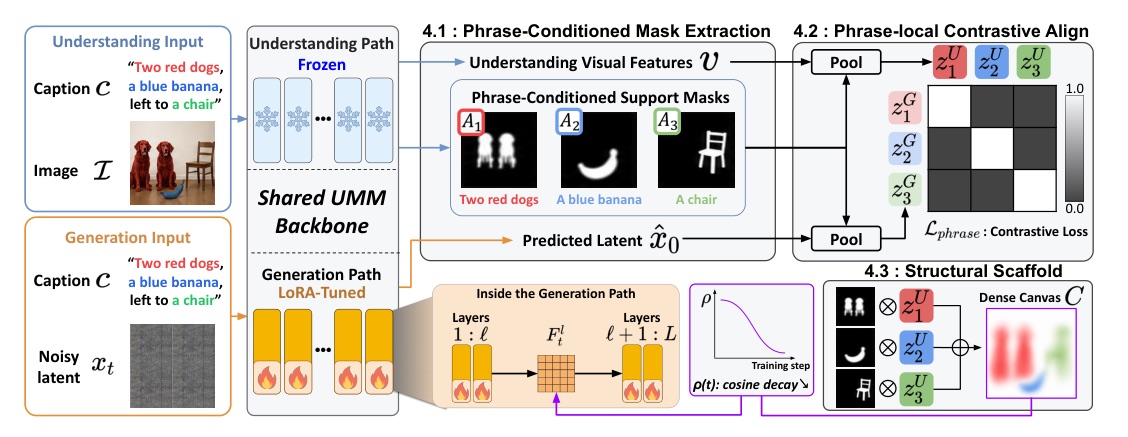 Understanding Input
Caption c
"Two red dogs,
a blue banana,
left to a chair"
Image I
Generation Input
Caption c
"Two red dogs,
a blue banana,
left to a chair"
Noisy
latent x_t
Understanding Path
Frozen
Shared UMM
Backbone
Generation Path
LoRA-Tuned
4.1 : Phrase-Conditioned Mask Extraction
Understanding Visual Features v
Phrase-Conditioned Support Masks
A_1
A_2
A_3
Two red dogs
A blue banana
A chair
Predicted Latent x̂_0
4.2 : Phrase-local Contrastive Align
Pool
z_1^U
z_2^U
z_3^U
z_1^G
z_2^G
z_3^G
1.0
0.0
Pool
L_phrase : Contrastive Loss
Inside the Generation Path
Layers
1 : ℓ
F_t^l
Layers
ℓ + 1 : L
ρ
Training step
ρ(t): cosine decay↘
4.3 : Structural Scaffold
⊗ z_1^U
⊗ z_2^U
⊗ z_3^U
Dense Canvas C